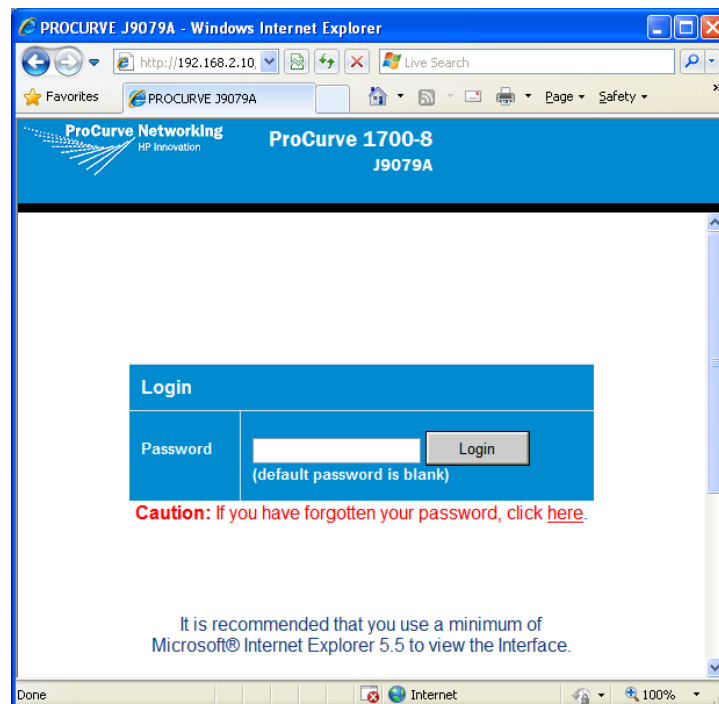 PROCURVE J9079A - Windows Internet Explorer
http://192.168.2.10,
Live Search
Favorites
PROCURVE J9079A
Page
Safety
»
ProCurve Networking
HP Innovation
ProCurve 1700-8
J9079A
Login
Password
Login
(default password is blank)
Caution: If you have forgotten your password, click here.
It is recommended that you use a minimum of
Microsoft® Internet Explorer 5.5 to view the Interface.
Done
Internet
100%